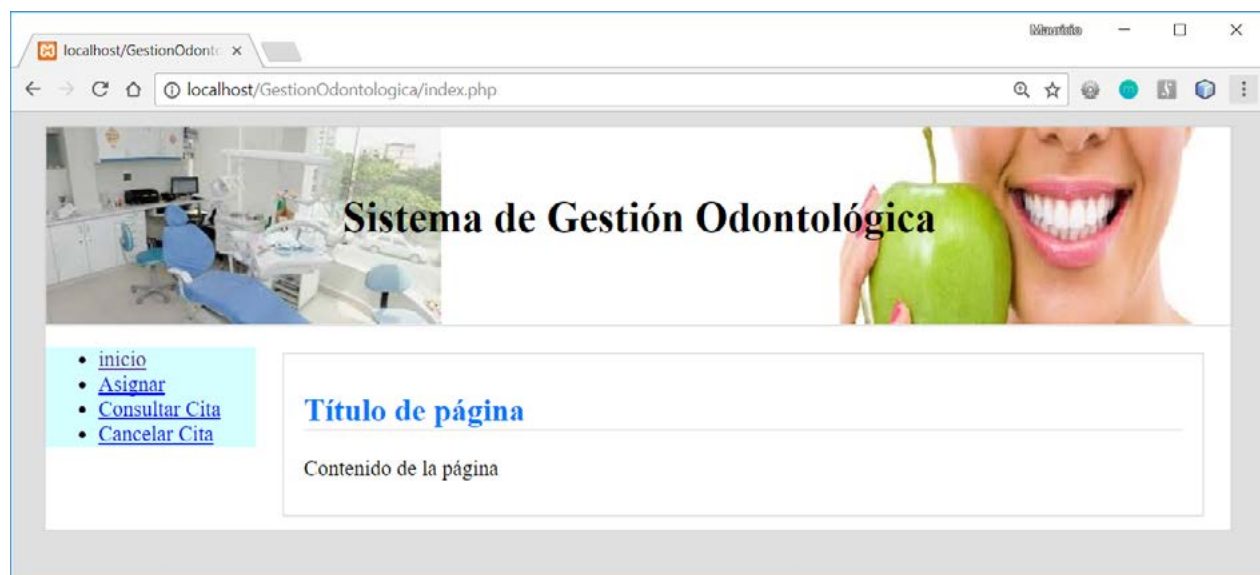 Mauricio
localhost/GestionOdonto
localhost/GestionOdontologica/index.php
Sistema de Gestión Odontológica
inicio
Asignar
Consultar Cita
Cancelar Cita
Título de página
Contenido de la página